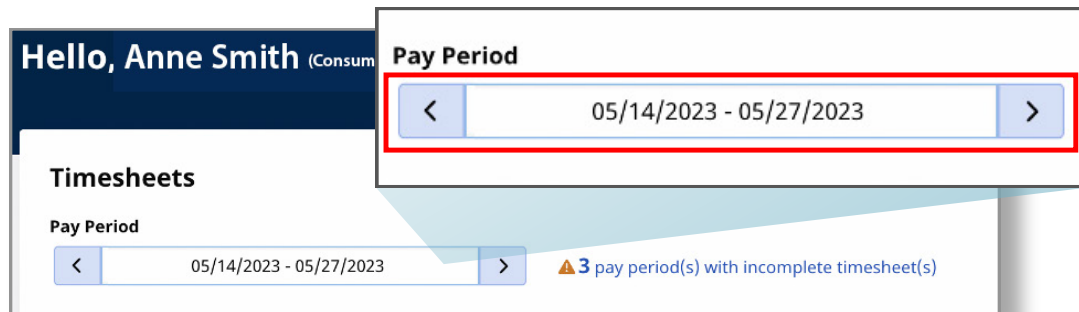 Hello, Anne Smith (Consum
Pay Period
05/14/2023 - 05/27/2023
Timesheets
Pay Period
05/14/2023 - 05/27/2023
3 pay period(s) with incomplete timesheet(s)